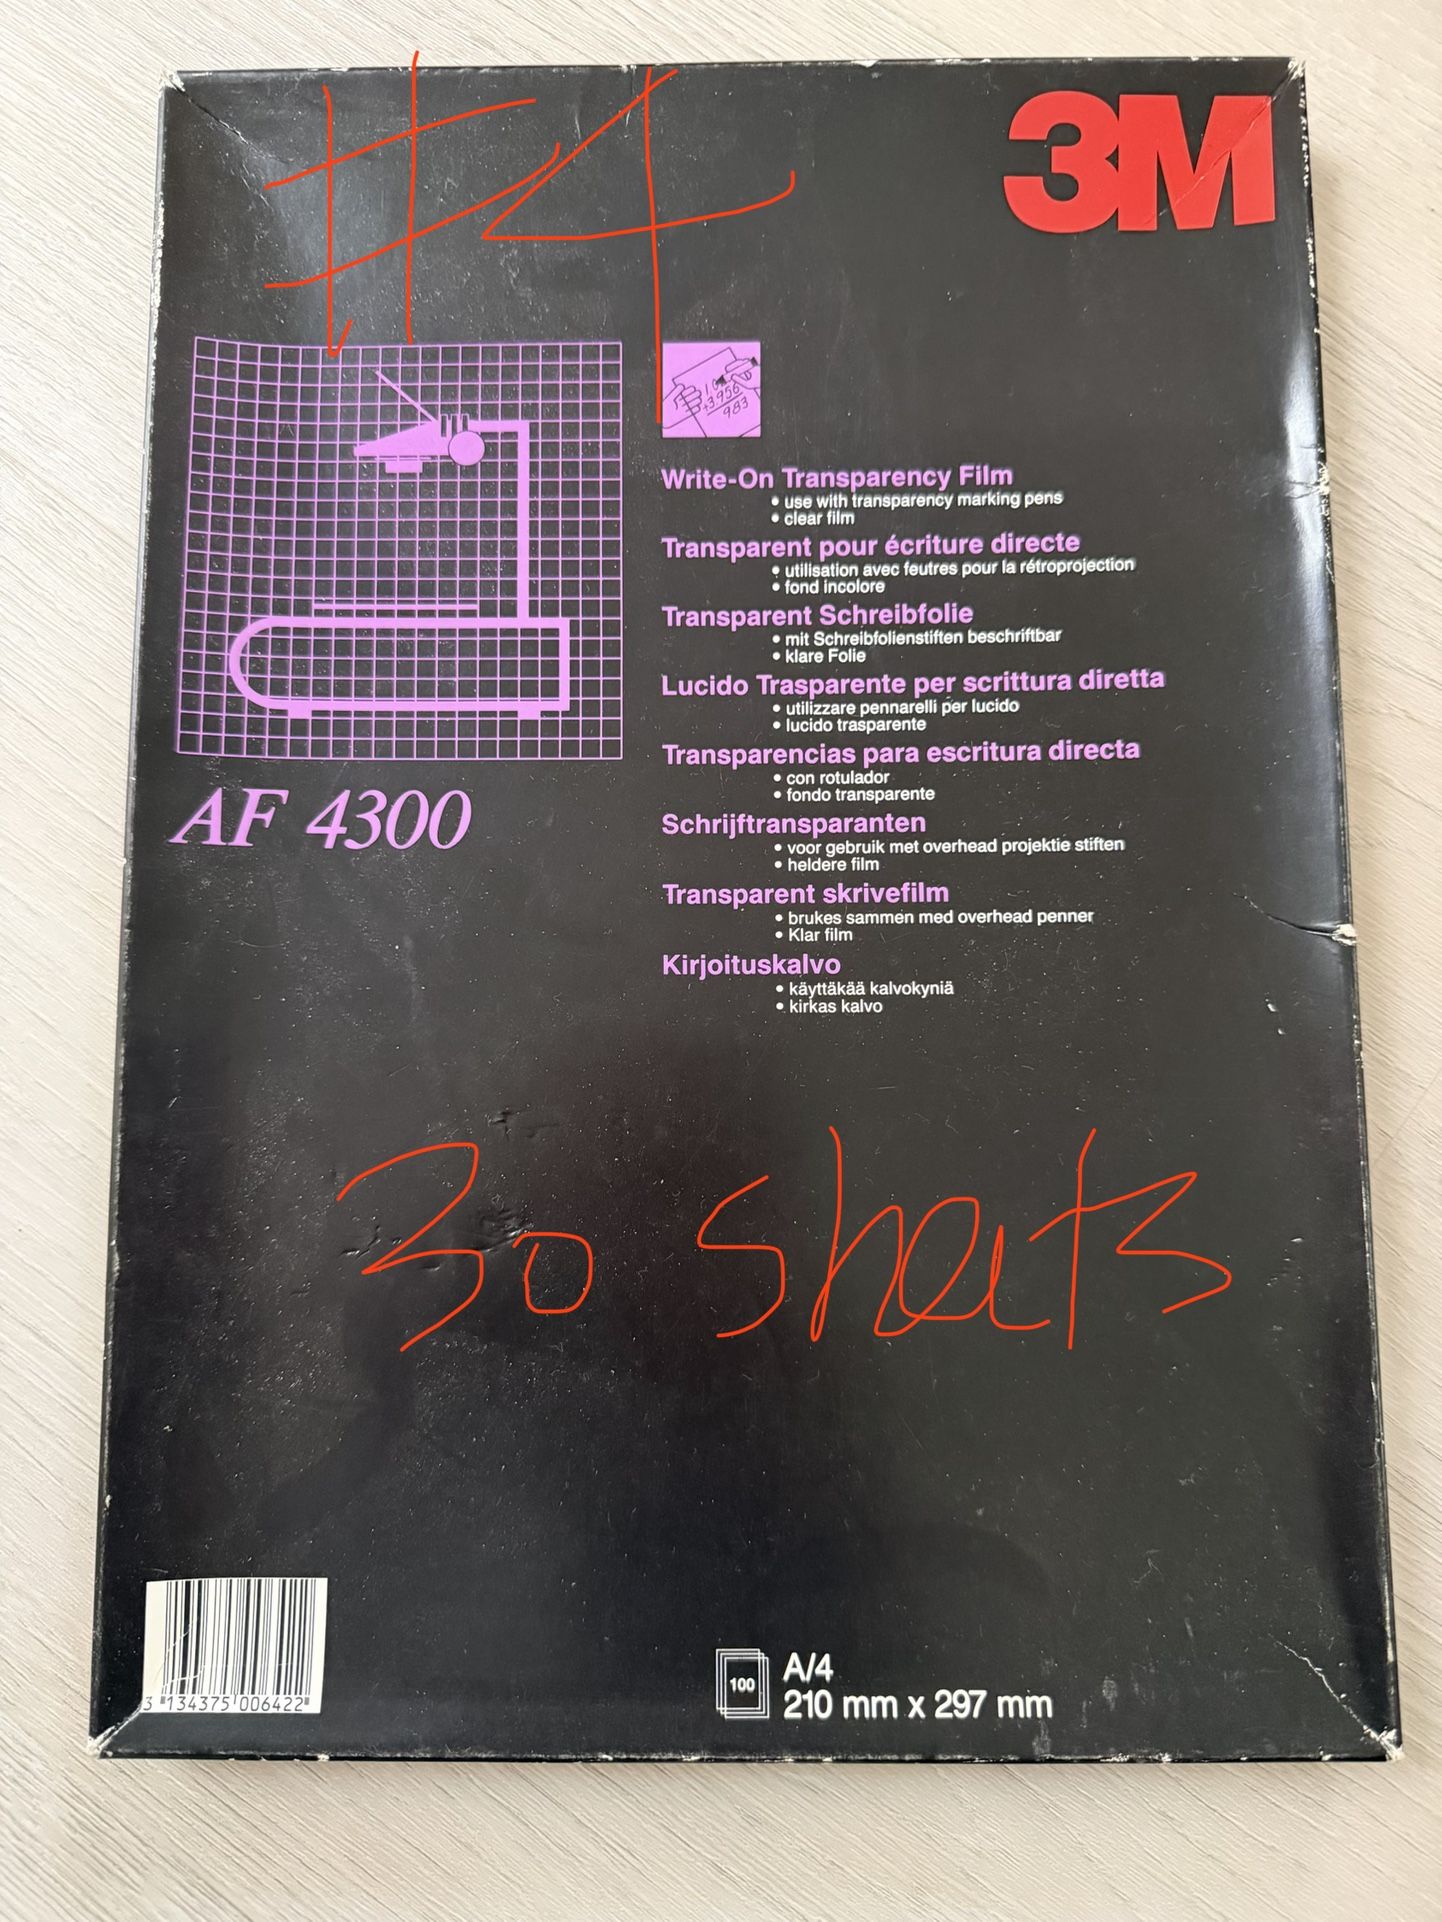 #4
3M
1
+3956
983
Write-On Transparency Film
• use with transparency marking pens
• clear film
Transparent pour écriture directe
• utilisation avec feutres pour la rétroprojection
• fond incolore
Transparent Schreibfolie
• mit Schreibfolienstiften beschriftbar
• klare Folie
Lucido Trasparente per scrittura diretta
• utilizzare pennarelli per lucido
• lucido trasparente
Transparencias para escritura directa
• con rotulador
• fondo transparente
AF 4300
Schrijftransparanten
• voor gebruik met overhead projektie stiften
• heldere film
Transparent skrivefilm
• brukes sammen med overhead penner
• Klar film
Kirjoituskalvo
• käyttäkää kalvokyniä
• kirkas kalvo
30 sheets
3 134375 006422
100
A/4
210 mm x 297 mm